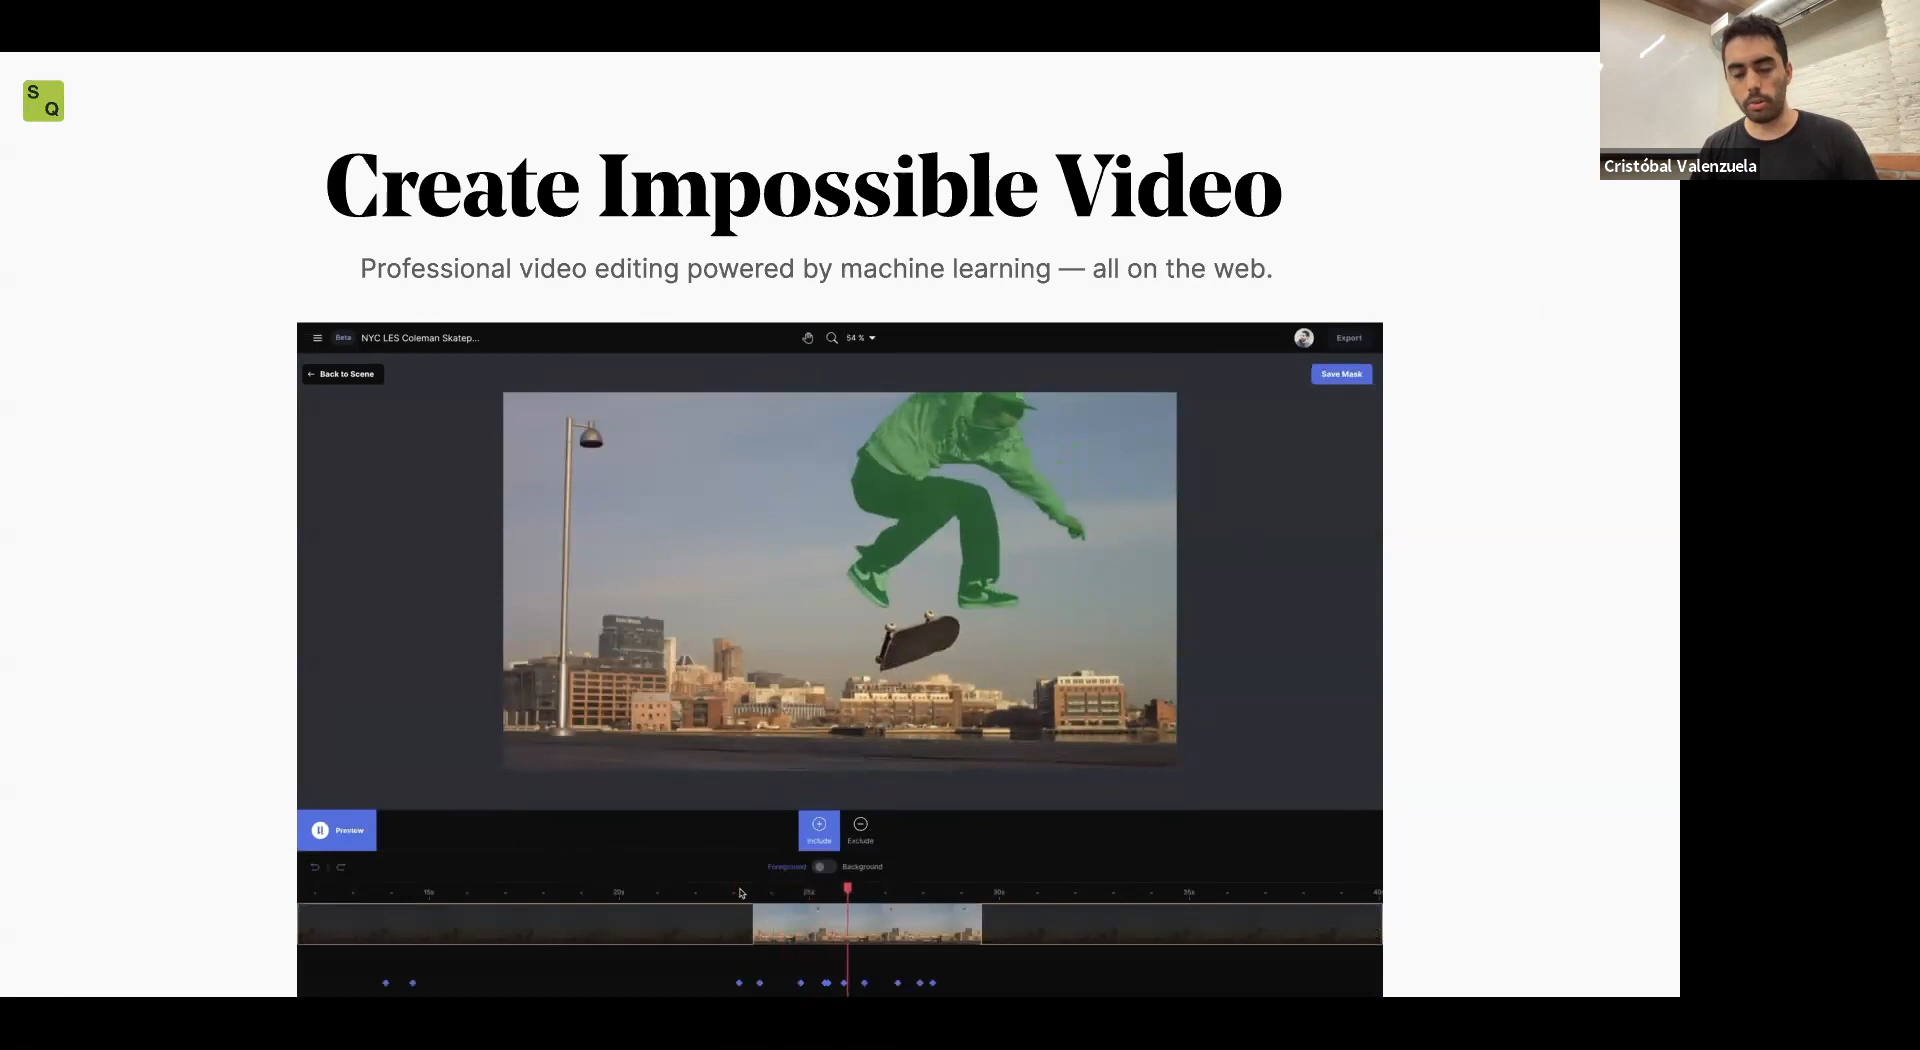 S
Q
Create Impossible Video
Professional video editing powered by machine learning — all on the web.
Cristóbal Valenzuela
Beta NYC LES Coleman Skatep... 54 % Export
← Back to Scene Save Mask
Preview
Include Exclude
Foreground Background
15s 20s 25s 30s 35s 40s